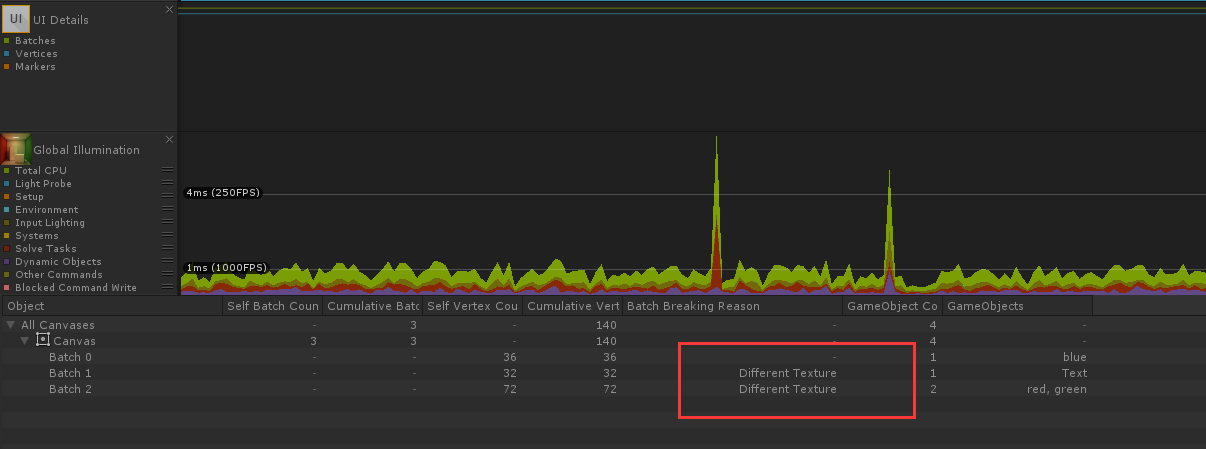 UI UI Details
Batches
Vertices
Markers
Global Illumination
Total CPU
Light Probe
Setup
Environment
Input Lighting
Systems
Solve Tasks
Dynamic Objects
Other Commands
Blocked Command Write
4ms (250FPS)
1ms (1000FPS)
Object Self Batch Coun Cumulative Batc Self Vertex Cou Cumulative Vert Batch Breaking Reason GameObject Co GameObjects
All Canvases - 3 - 140 4 -
Canvas 3 3 - 140 4 -
Batch 0 - - 36 36 - 1 blue
Batch 1 - - 32 32 Different Texture 1 Text
Batch 2 - - 72 72 Different Texture 2 red, green